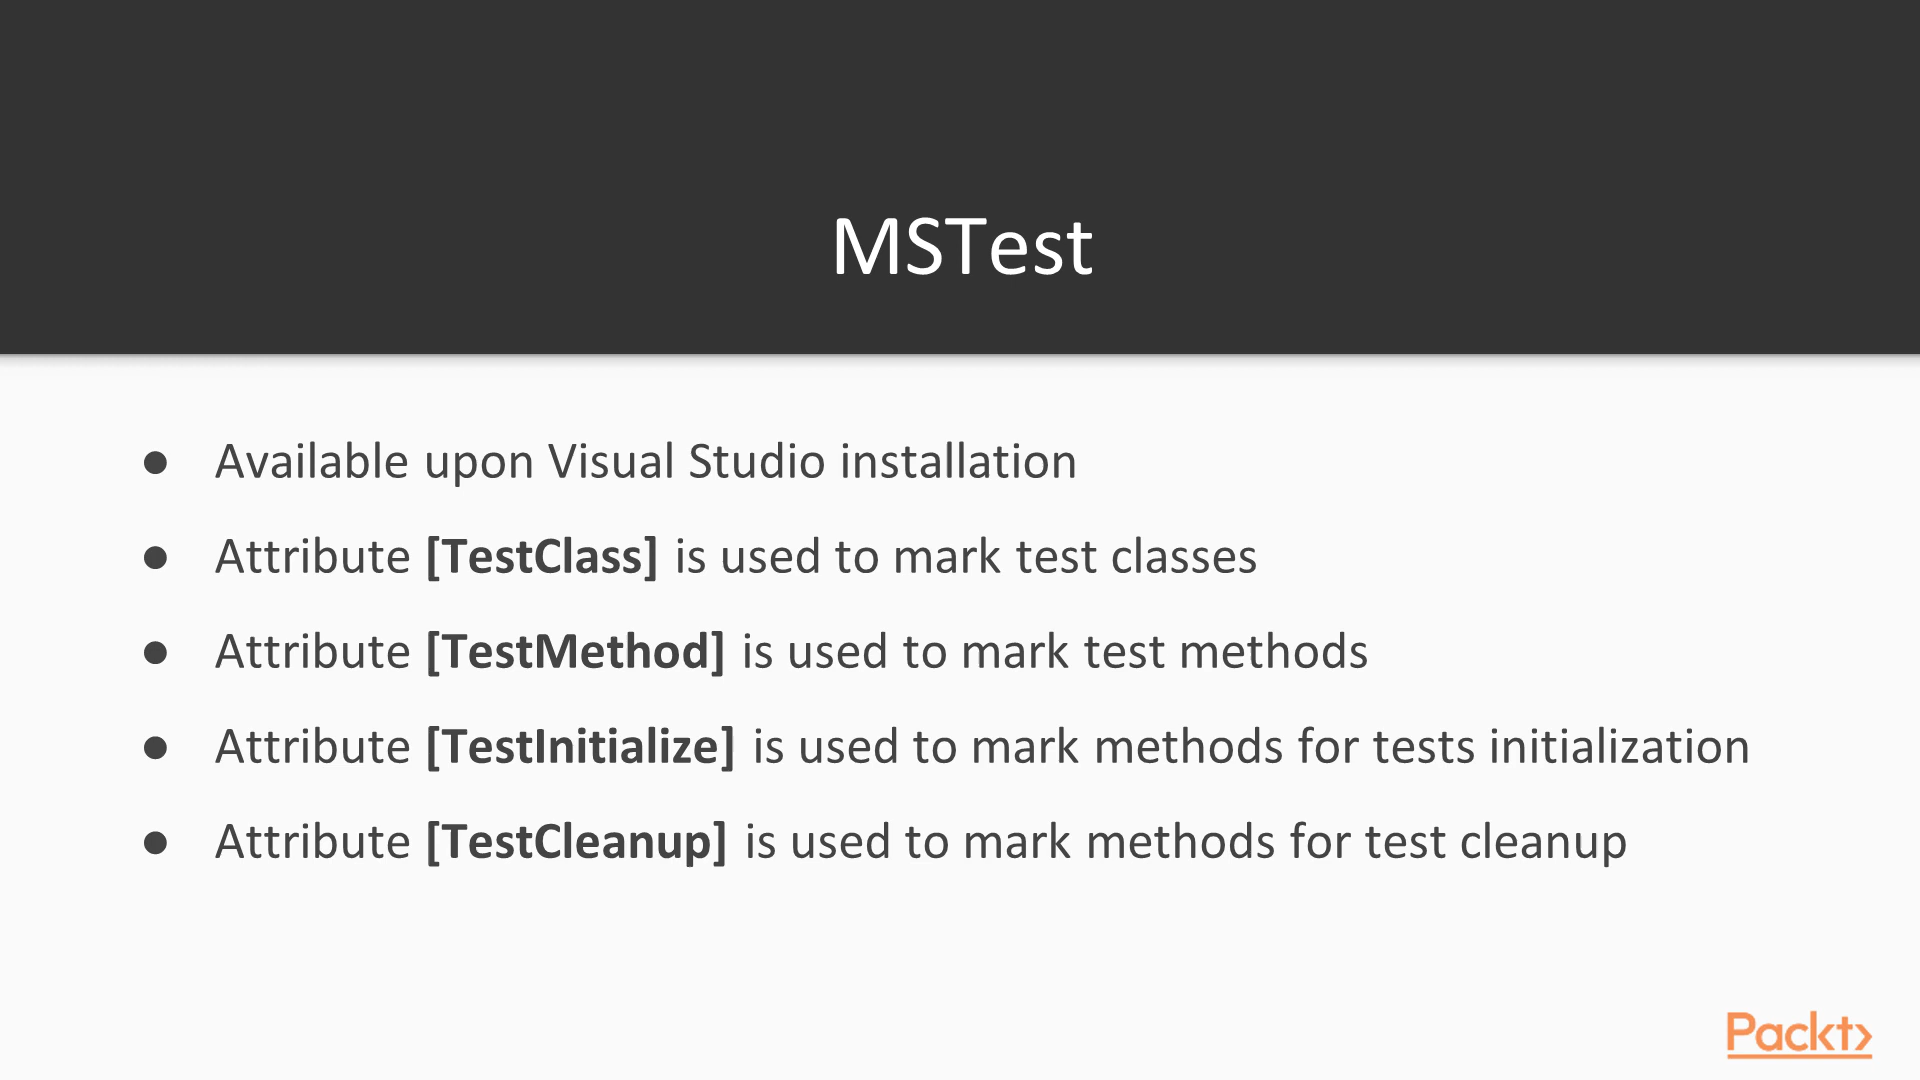 MSTest
● Available upon Visual Studio installation
● Attribute [TestClass] is used to mark test classes
● Attribute [TestMethod] is used to mark test methods
● Attribute [TestInitialize] is used to mark methods for tests initialization
● Attribute [TestCleanup] is used to mark methods for test cleanup
Packt>